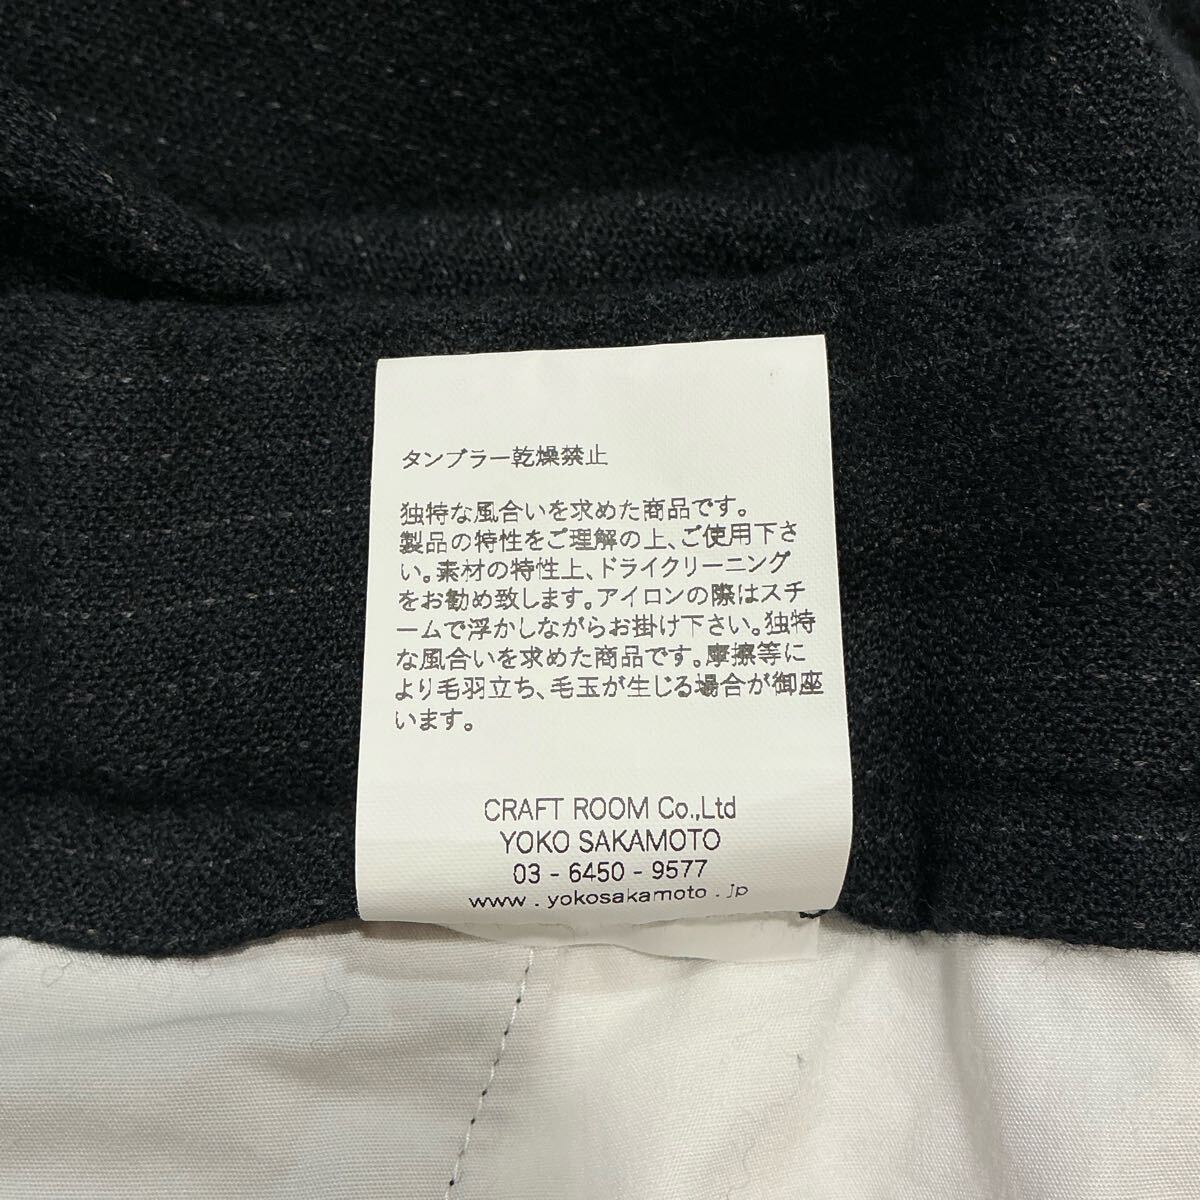 タンブラー乾燥禁止
独特な風合いを求めた商品です。
製品の特性をご理解の上、ご使用下さ
い。素材の特性上、ドライクリーニング
をお勧め致します。アイロンの際はスチ
ームで浮かしながらお掛け下さい。独特
な風合いを求めた商品です。摩擦等に
より毛羽立ち、毛玉が生じる場合が御座
います。
CRAFT ROOM Co.,Ltd
YOKO SAKAMOTO
03 - 6450 - 9577
www . yokosakamoto . jp